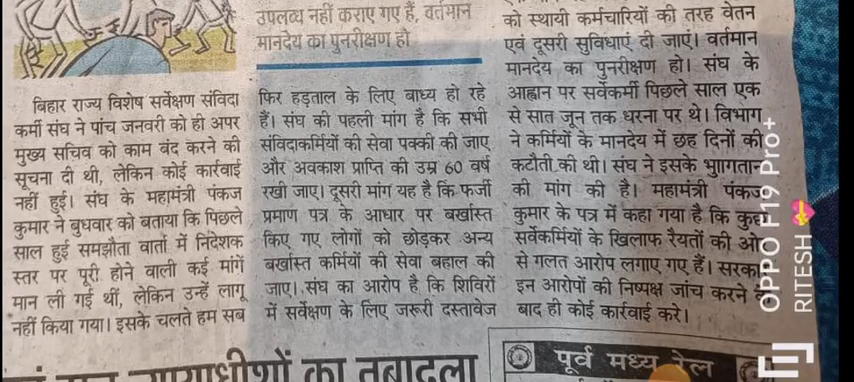 उपलब्ध नहीं कराए गए हैं, वर्तमान
मानदेय का पुनरीक्षण हो
बिहार राज्य विशेष सर्वेक्षण संविदा
कर्मी संघ ने पांच जनवरी को ही अपर
मुख्य सचिव को काम बंद करने की
सूचना दी थी, लेकिन कोई कार्रवाई
नहीं हुई। संघ के महामंत्री पंकज
कुमार ने बुधवार को बताया कि पिछले
साल हुई समझौता वार्ता में निदेशक
स्तर पर पूरी होने वाली कई मांगें
मान ली गई थीं, लेकिन उन्हें लागू
नहीं किया गया। इसके चलते हम सब
फिर हड़ताल के लिए बाध्य हो रहे
हैं। संघ की पहली मांग है कि सभी
संविदाकर्मियों की सेवा पक्की की जाए
और अवकाश प्राप्ति की उम्र 60 वर्ष
रखी जाए। दूसरी मांग यह है कि फर्जी
प्रमाण पत्र के आधार पर बर्खास्त
किए गए लोगों को छोड़कर अन्य
बर्खास्त कर्मियों की सेवा बहाल की
जाए। संघ का आरोप है कि शिविरों
में सर्वेक्षण के लिए जरूरी दस्तावेज
को स्थायी कर्मचारियों की तरह वेतन
एवं दूसरी सुविधाएं दी जाएं। वर्तमान
मानदेय का पुनरीक्षण हो। संघ के
आह्वान पर सर्वेकर्मी पिछले साल एक
से सात जून तक धरना पर थे। विभाग
ने कर्मियों के मानदेय में छह दिनों की
कटौती की थी। संघ ने इसके भुागतान
की मांग की है। महामंत्री पंकज
कुमार के पत्र में कहा गया है कि कुछ
सर्वेकर्मियों के खिलाफ रैयतों की ओ
से गलत आरोप लगाए गए हैं। सरका
इन आरोपों की निष्पक्ष जांच करने के
बाद ही कोई कार्रवाई करे।
न्यायाधीशों का तबादला
पूर्व मध्य रेल
OPPO F19 Pro+
RITESH 💝